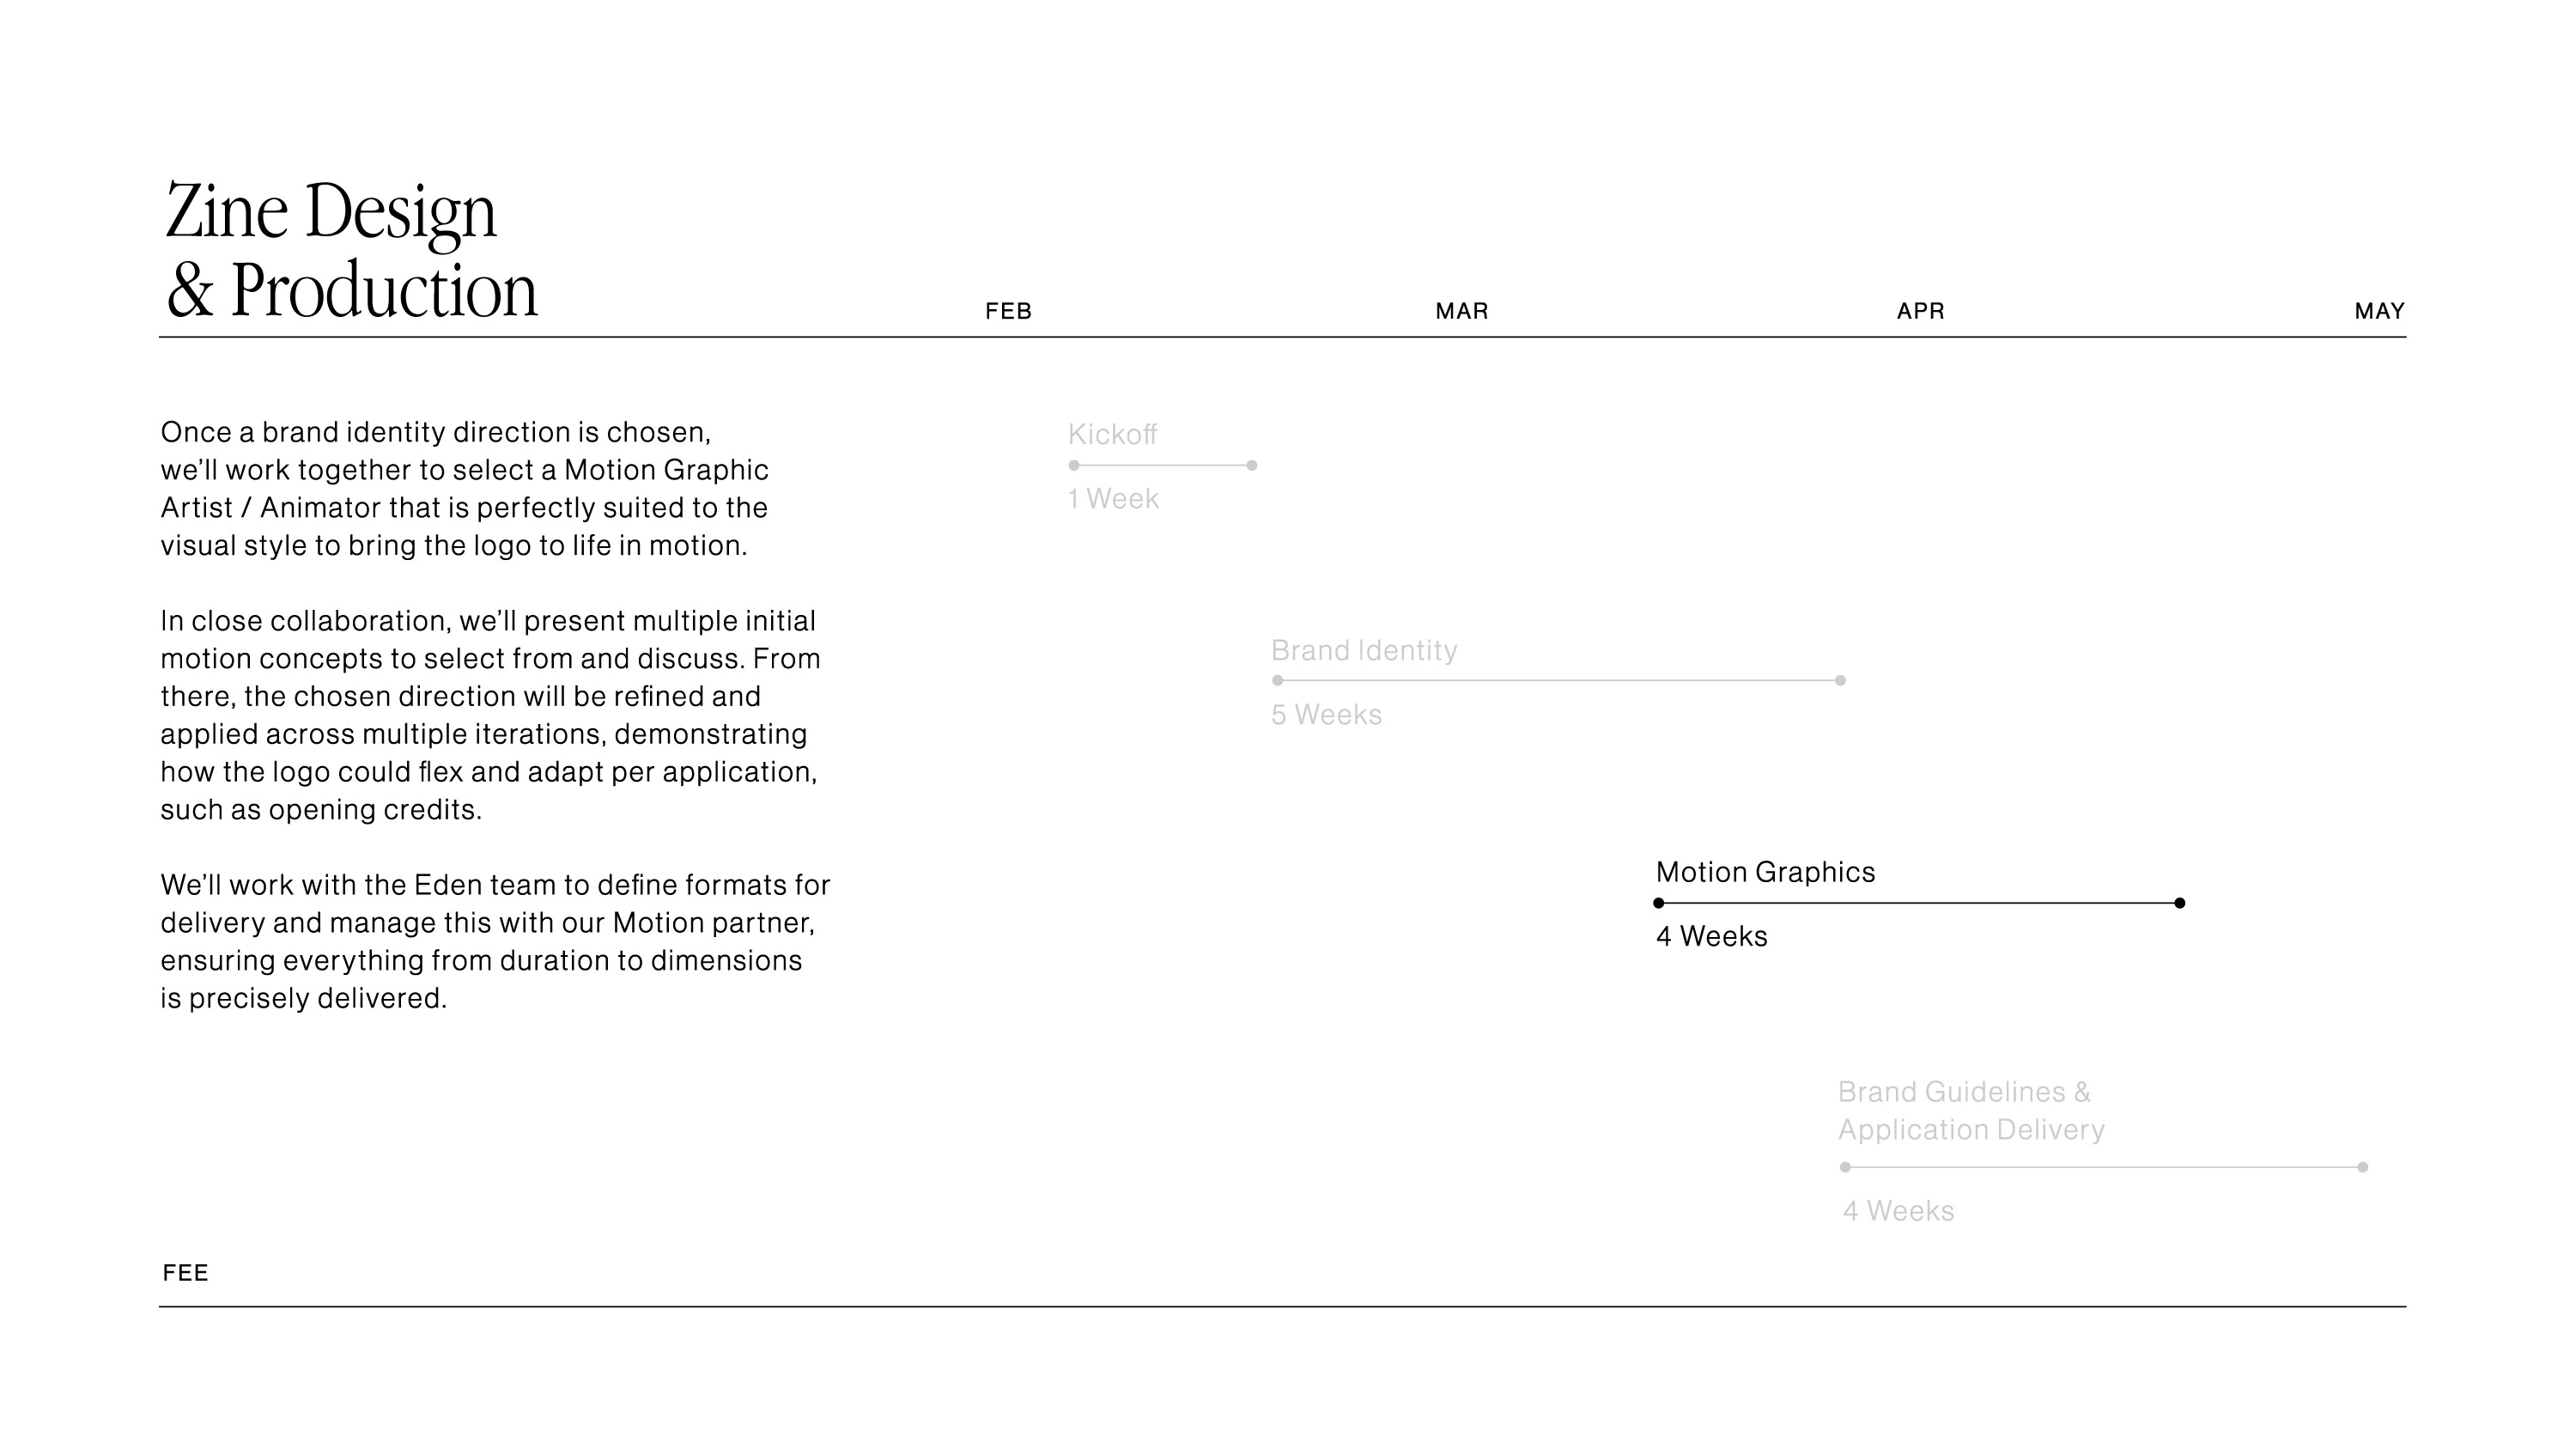 Zine Design
& Production
FEB
MAR
APR
MAY
Once a brand identity direction is chosen,
we’ll work together to select a Motion Graphic
Artist / Animator that is perfectly suited to the
visual style to bring the logo to life in motion.
In close collaboration, we’ll present multiple initial
motion concepts to select from and discuss. From
there, the chosen direction will be refined and
applied across multiple iterations, demonstrating
how the logo could flex and adapt per application,
such as opening credits.
We’ll work with the Eden team to define formats for
delivery and manage this with our Motion partner,
ensuring everything from duration to dimensions
is precisely delivered.
Kickoff
1 Week
Brand Identity
5 Weeks
Motion Graphics
4 Weeks
Brand Guidelines &
Application Delivery
4 Weeks
FEE